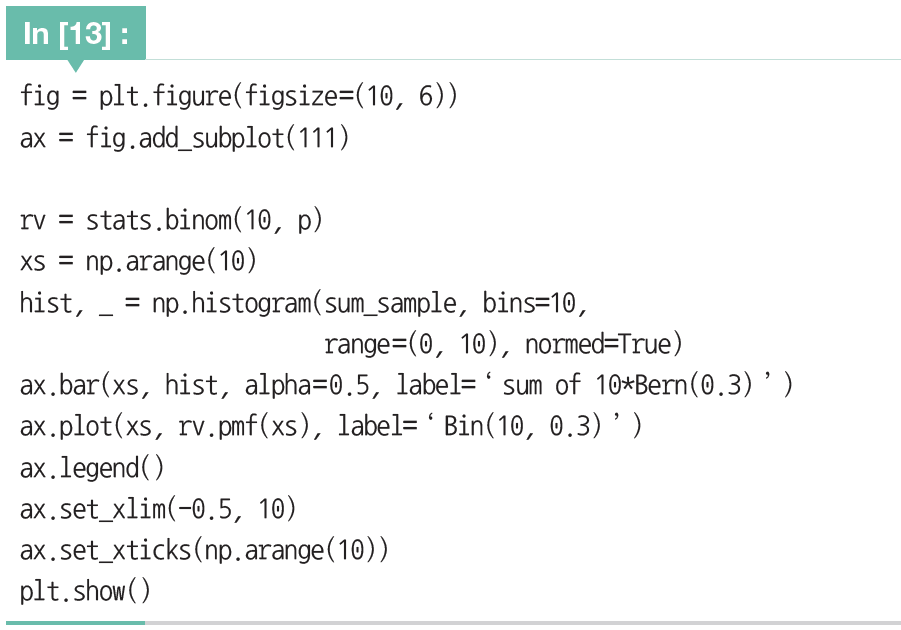 In [13] :
fig = plt.figure(figsize=(10, 6))
ax = fig.add_subplot(111)
rv = stats.binom(10, p)
xs = np.arange(10)
hist, _ = np.histogram(sum_sample, bins=10,
range=(0, 10), normed=True)
ax.bar(xs, hist, alpha=0.5, label=‘sum of 10*Bern(0.3)’)
ax.plot(xs, rv.pmf(xs), label=‘Bin(10, 0.3)’)
ax.legend()
ax.set_xlim(-0.5, 10)
ax.set_xticks(np.arange(10))
plt.show()